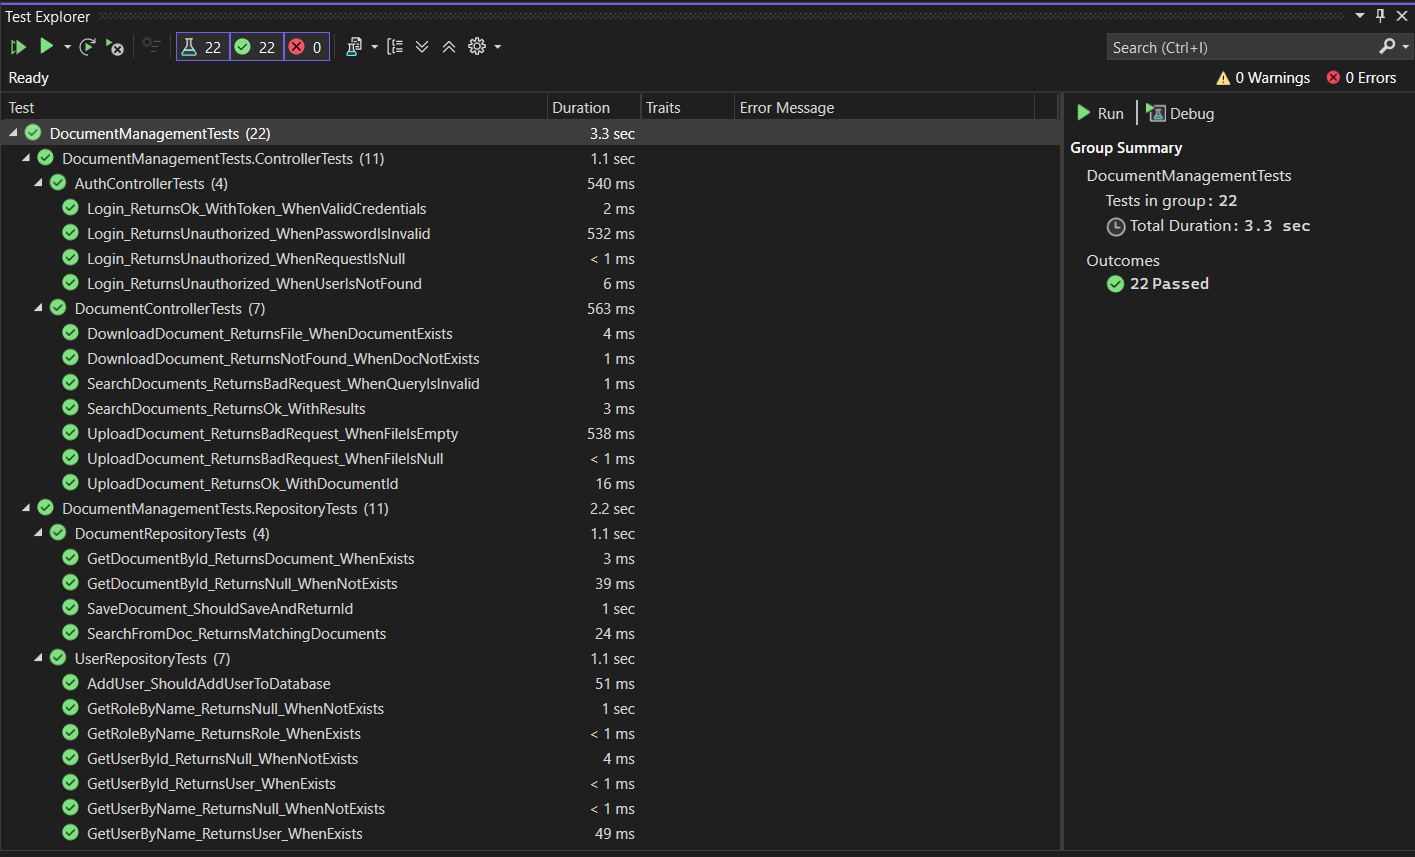 Test Explorer
22 22 0
Search (Ctrl+I)
Ready
0 Warnings 0 Errors
Test Duration Traits Error Message
DocumentManagementTests (22) 3.3 sec
DocumentManagementTests.ControllerTests (11) 1.1 sec
AuthControllerTests (4) 540 ms
Login_ReturnsOk_WithToken_WhenValidCredentials 2 ms
Login_ReturnsUnauthorized_WhenPasswordIsInvalid 532 ms
Login_ReturnsUnauthorized_WhenRequestIsNull < 1 ms
Login_ReturnsUnauthorized_WhenUserIsNotFound 6 ms
DocumentControllerTests (7) 563 ms
DownloadDocument_ReturnsFile_WhenDocumentExists 4 ms
DownloadDocument_ReturnsNotFound_WhenDocNotExists 1 ms
SearchDocuments_ReturnsBadRequest_WhenQueryIsInvalid 1 ms
SearchDocuments_ReturnsOk_WithResults 3 ms
UploadDocument_ReturnsBadRequest_WhenFileIsEmpty 538 ms
UploadDocument_ReturnsBadRequest_WhenFileIsNull < 1 ms
UploadDocument_ReturnsOk_WithDocumentId 16 ms
DocumentManagementTests.RepositoryTests (11) 2.2 sec
DocumentRepositoryTests (4) 1.1 sec
GetDocumentById_ReturnsDocument_WhenExists 3 ms
GetDocumentById_ReturnsNull_WhenNotExists 39 ms
SaveDocument_ShouldSaveAndReturnId 1 sec
SearchFromDoc_ReturnsMatchingDocuments 24 ms
UserRepositoryTests (7) 1.1 sec
AddUser_ShouldAddUserToDatabase 51 ms
GetRoleByName_ReturnsNull_WhenNotExists 1 sec
GetRoleByName_ReturnsRole_WhenExists < 1 ms
GetUserById_ReturnsNull_WhenNotExists 4 ms
GetUserById_ReturnsUser_WhenExists < 1 ms
GetUserByName_ReturnsNull_WhenNotExists < 1 ms
GetUserByName_ReturnsUser_WhenExists 49 ms
Run Debug
Group Summary
DocumentManagementTests
Tests in group: 22
Total Duration: 3.3 sec
Outcomes
22 Passed